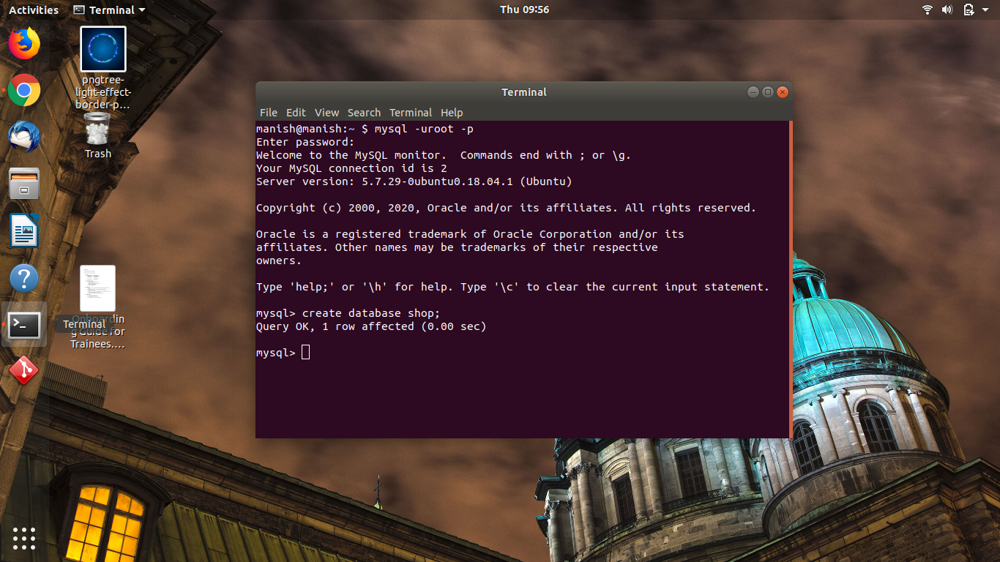 Activities
Terminal
Thu 09:56
pngtree-
light-effect-
border-p...
Trash
Onboardin
g Guide for
Trainees....
Terminal
Terminal
File Edit View Search Terminal Help
manish@manish:~ $ mysql -uroot -p
Enter password:
Welcome to the MySQL monitor.  Commands end with ; or \g.
Your MySQL connection id is 2
Server version: 5.7.29-0ubuntu0.18.04.1 (Ubuntu)
Copyright (c) 2000, 2020, Oracle and/or its affiliates. All rights reserved.
Oracle is a registered trademark of Oracle Corporation and/or its
affiliates. Other names may be trademarks of their respective
owners.
Type 'help;' or '\h' for help. Type '\c' to clear the current input statement.
mysql> create database shop;
Query OK, 1 row affected (0.00 sec)
mysql>